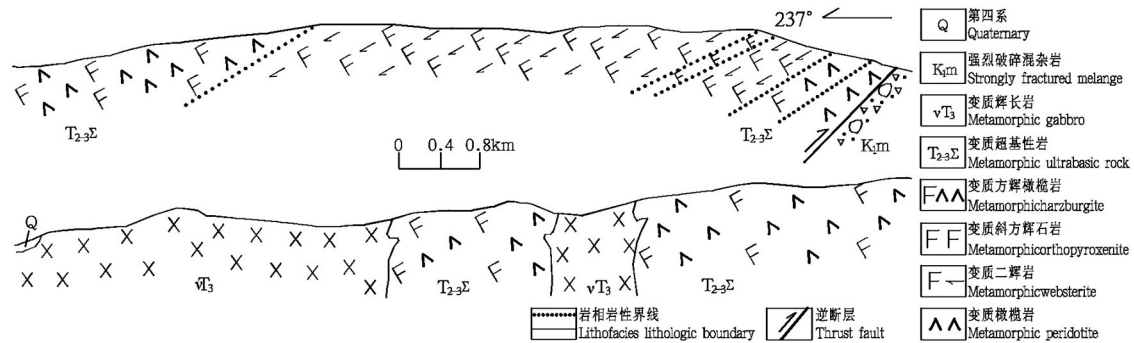 237°
T₂₋₃Σ
T₂₋₃Σ
K₁m
0 0.4 0.8km
Q
νT₃
T₂₋₃Σ
νT₃
T₂₋₃Σ
Q
第四系
Quaternary
K₁m
强烈破碎混杂岩
Strongly fractured melange
νT₃
变质辉长岩
Metamorphic gabbro
T₂₋₃Σ
变质超基性岩
Metamorphic ultrabasic rock
变质方辉橄榄岩
Metamorphicharzburgite
变质斜方辉石岩
Metamorphicorthopyroxenite
变质二辉岩
Metamorphicwebsterite
变质橄榄岩
Metamorphic peridotite
岩相岩性界线
Lithofacies lithologic boundary
逆断层
Thrust fault